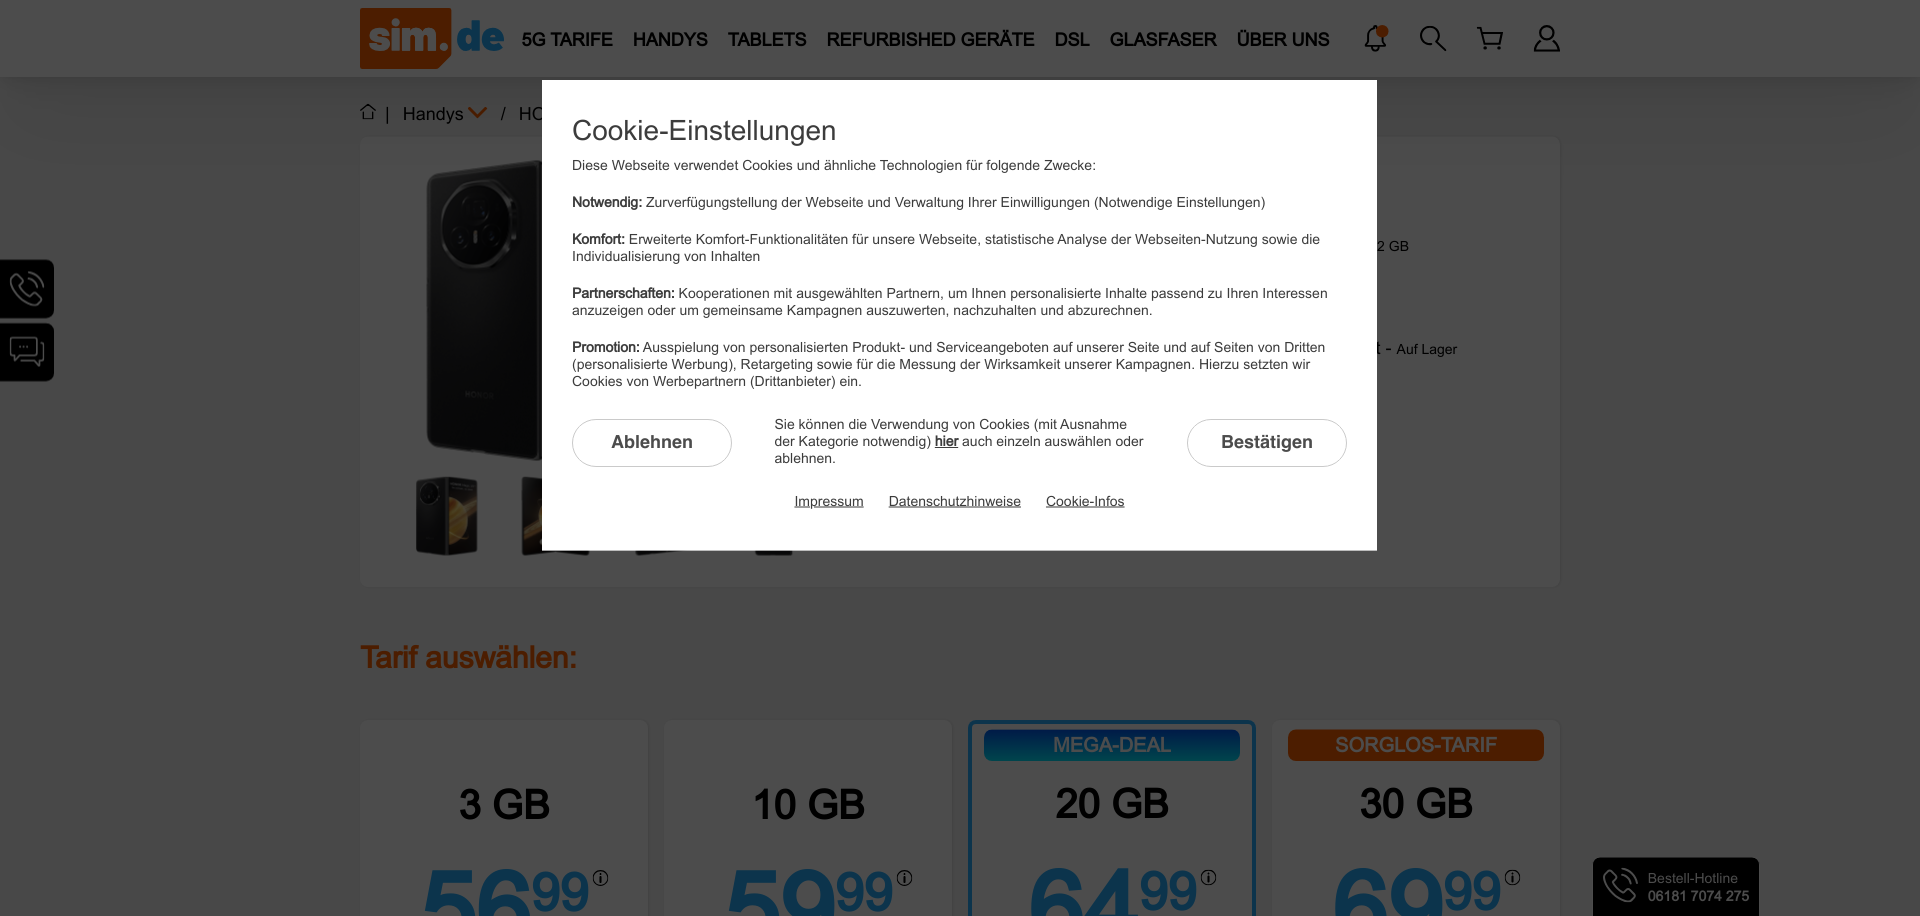 sim.de 5G TARIFE HANDYS TABLETS REFURBISHED GERÄTE DSL GLASFASER ÜBER UNS
| Handys / HO
Cookie-Einstellungen
Diese Webseite verwendet Cookies und ähnliche Technologien für folgende Zwecke:
Notwendig: Zurverfügungstellung der Webseite und Verwaltung Ihrer Einwilligungen (Notwendige Einstellungen)
Komfort: Erweiterte Komfort-Funktionalitäten für unsere Webseite, statistische Analyse der Webseiten-Nutzung sowie die
Individualisierung von Inhalten
2 GB
Partnerschaften: Kooperationen mit ausgewählten Partnern, um Ihnen personalisierte Inhalte passend zu Ihren Interessen
anzuzeigen oder um gemeinsame Kampagnen auszuwerten, nachzuhalten und abzurechnen.
Promotion: Ausspielung von personalisierten Produkt- und Serviceangeboten auf unserer Seite und auf Seiten von Dritten
(personalisierte Werbung), Retargeting sowie für die Messung der Wirksamkeit unserer Kampagnen. Hierzu setzten wir
Cookies von Werbepartnern (Drittanbieter) ein.
t - Auf Lager
Ablehnen
Sie können die Verwendung von Cookies (mit Ausnahme
der Kategorie notwendig) hier auch einzeln auswählen oder
ablehnen.
Bestätigen
Impressum Datenschutzhinweise Cookie-Infos
Tarif auswählen:
MEGA-DEAL SORGLOS-TARIF
3 GB 10 GB 20 GB 30 GB
56 99 59 99 64 99 69 99
Bestell-Hotline
06181 7074 275